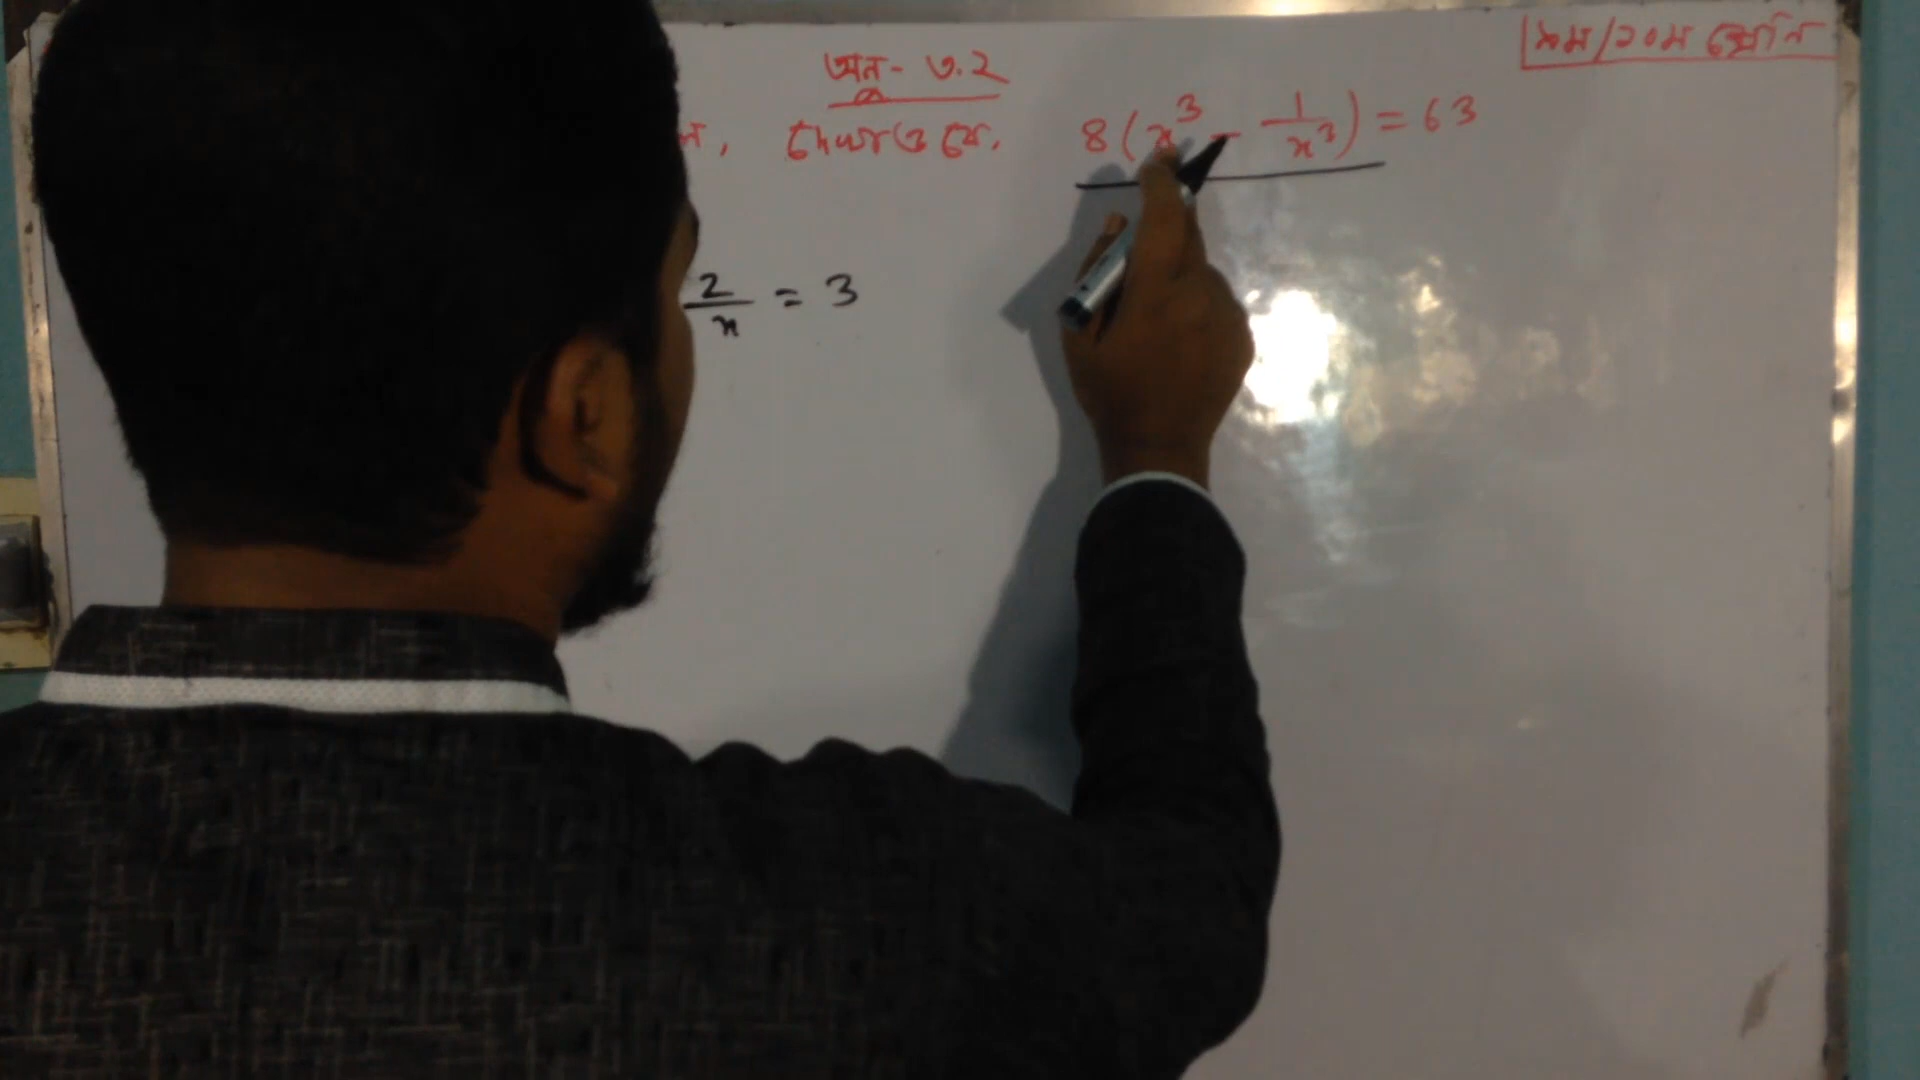 ৯ম/১০ম শ্রেণি
অনু- ৩.২
, দেখাও যে, 8(x³ - 1/x³) = 63
2/x = 3